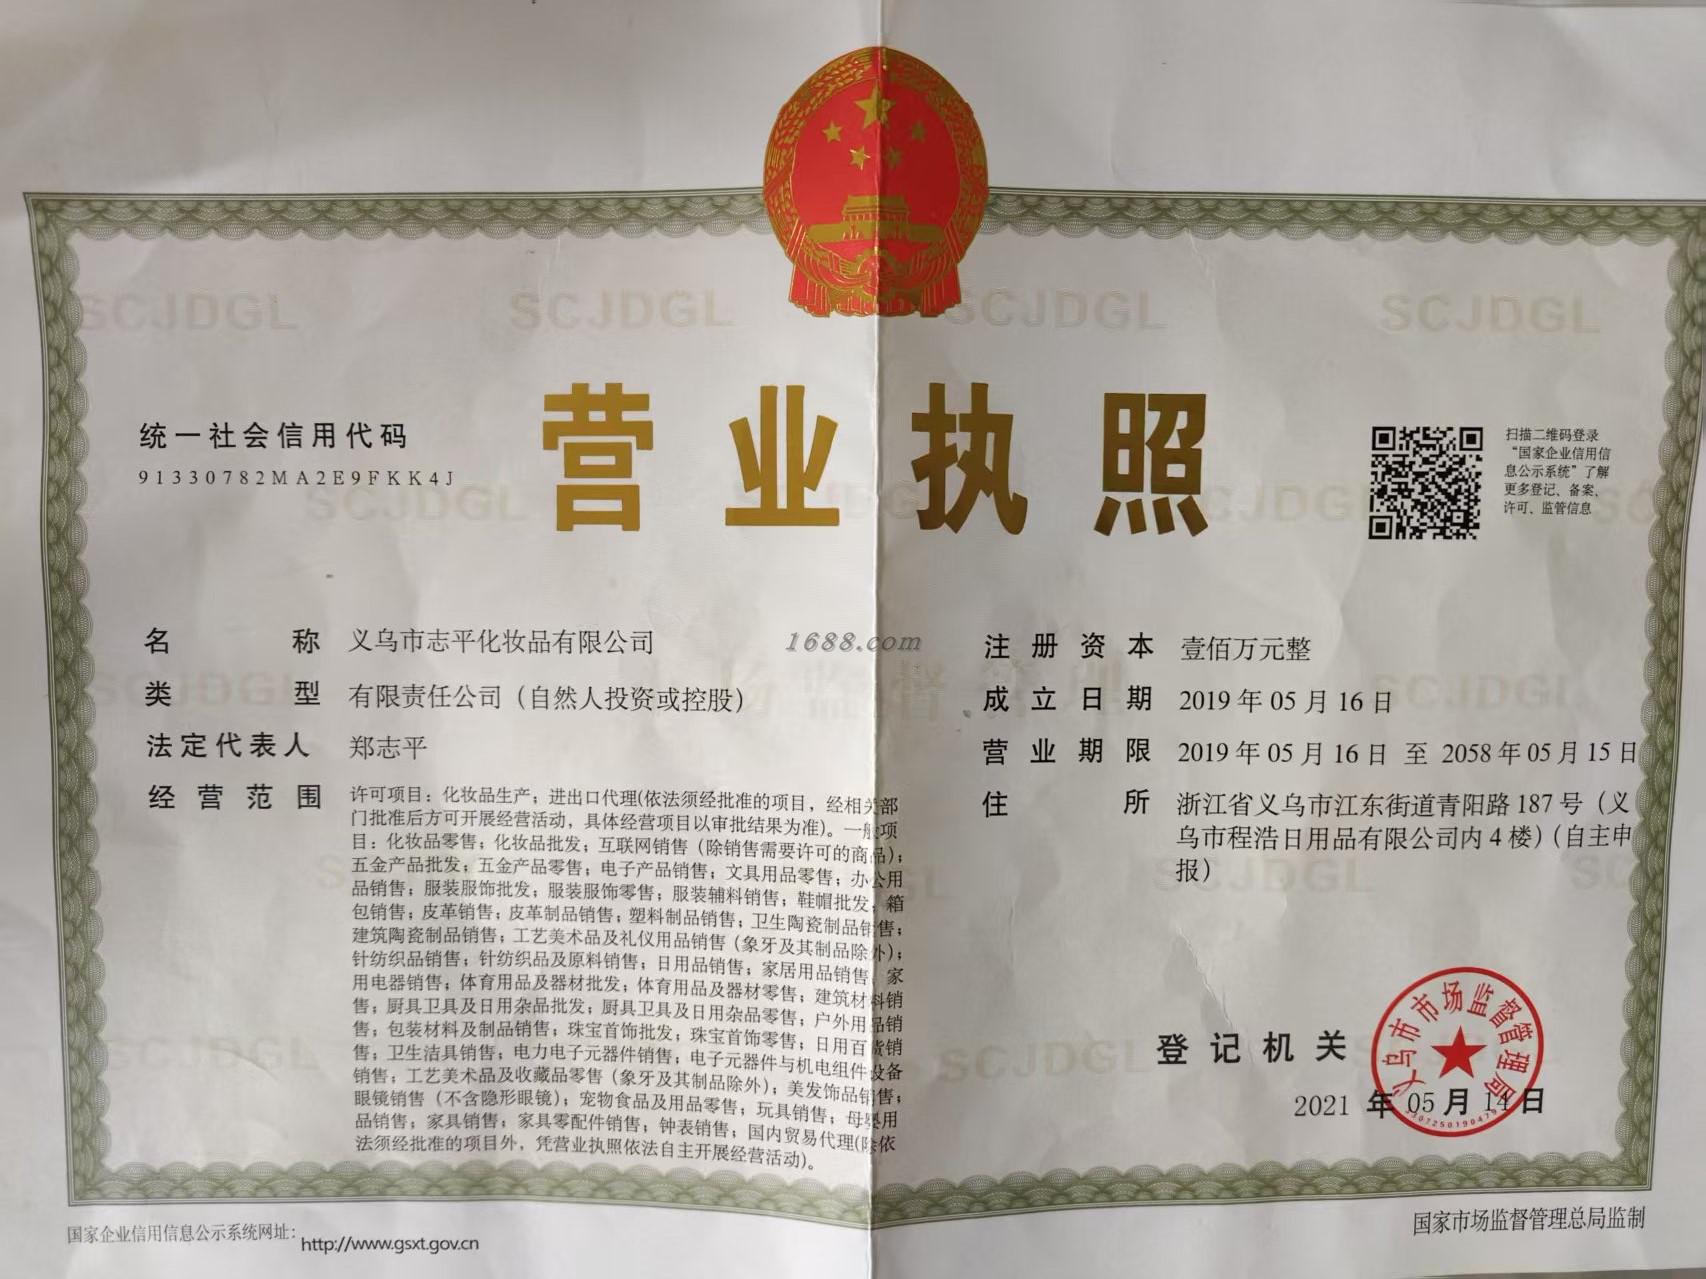 SCJDGL SCJDGL SCJDGL SCJDGL
营业执照
统一社会信用代码
91330782MA2E9FKK4J
扫描二维码登录
“国家企业信用信
息公示系统”了解
更多登记、备案、
许可、监管信息
名称 义乌市志平化妆品有限公司
类型 有限责任公司（自然人投资或控股）
法定代表人 郑志平
经营范围 许可项目：化妆品生产；进出口代理(依法须经批准的项目，经相关部
门批准后方可开展经营活动，具体经营项目以审批结果为准)。一般项
目：化妆品零售；化妆品批发；互联网销售（除销售需要许可的商品）；
五金产品批发；五金产品零售；电子产品销售；文具用品零售；办公用
品销售；服装服饰批发；服装服饰零售；服装辅料销售；鞋帽批发；箱
包销售；皮革销售；皮革制品销售；塑料制品销售；卫生陶瓷制品销售；
建筑陶瓷制品销售；工艺美术品及礼仪用品销售（象牙及其制品除外）；
针纺织品销售；针纺织品及原料销售；日用品销售；家居用品销售；家
用电器销售；体育用品及器材批发；体育用品及器材零售；建筑材料销
售；厨具卫具及日用杂品批发；厨具卫具及日用杂品零售；户外用品销
售；包装材料及制品销售；珠宝首饰批发；珠宝首饰零售；日用百货销
售；卫生洁具销售；电力电子元器件销售；电子元器件与机电组件设备
销售；工艺美术品及收藏品零售（象牙及其制品除外）；美发饰品销售；
眼镜销售（不含隐形眼镜）；宠物食品及用品零售；玩具销售；母婴用
品销售；家具销售；家具零配件销售；钟表销售；国内贸易代理(除依
法须经批准的项目外，凭营业执照依法自主开展经营活动)。
1688.com
市场监督管理
注册资本 壹佰万元整
成立日期 2019年05月16日
营业期限 2019年05月16日 至 2058年05月15日
住所 浙江省义乌市江东街道青阳路187号（义
乌市程浩日用品有限公司内4楼）（自主申
报）
登记机关
义乌市市场监督管理局
2021年05月14日
国家企业信用信息公示系统网址：http://www.gsxt.gov.cn
国家市场监督管理总局监制